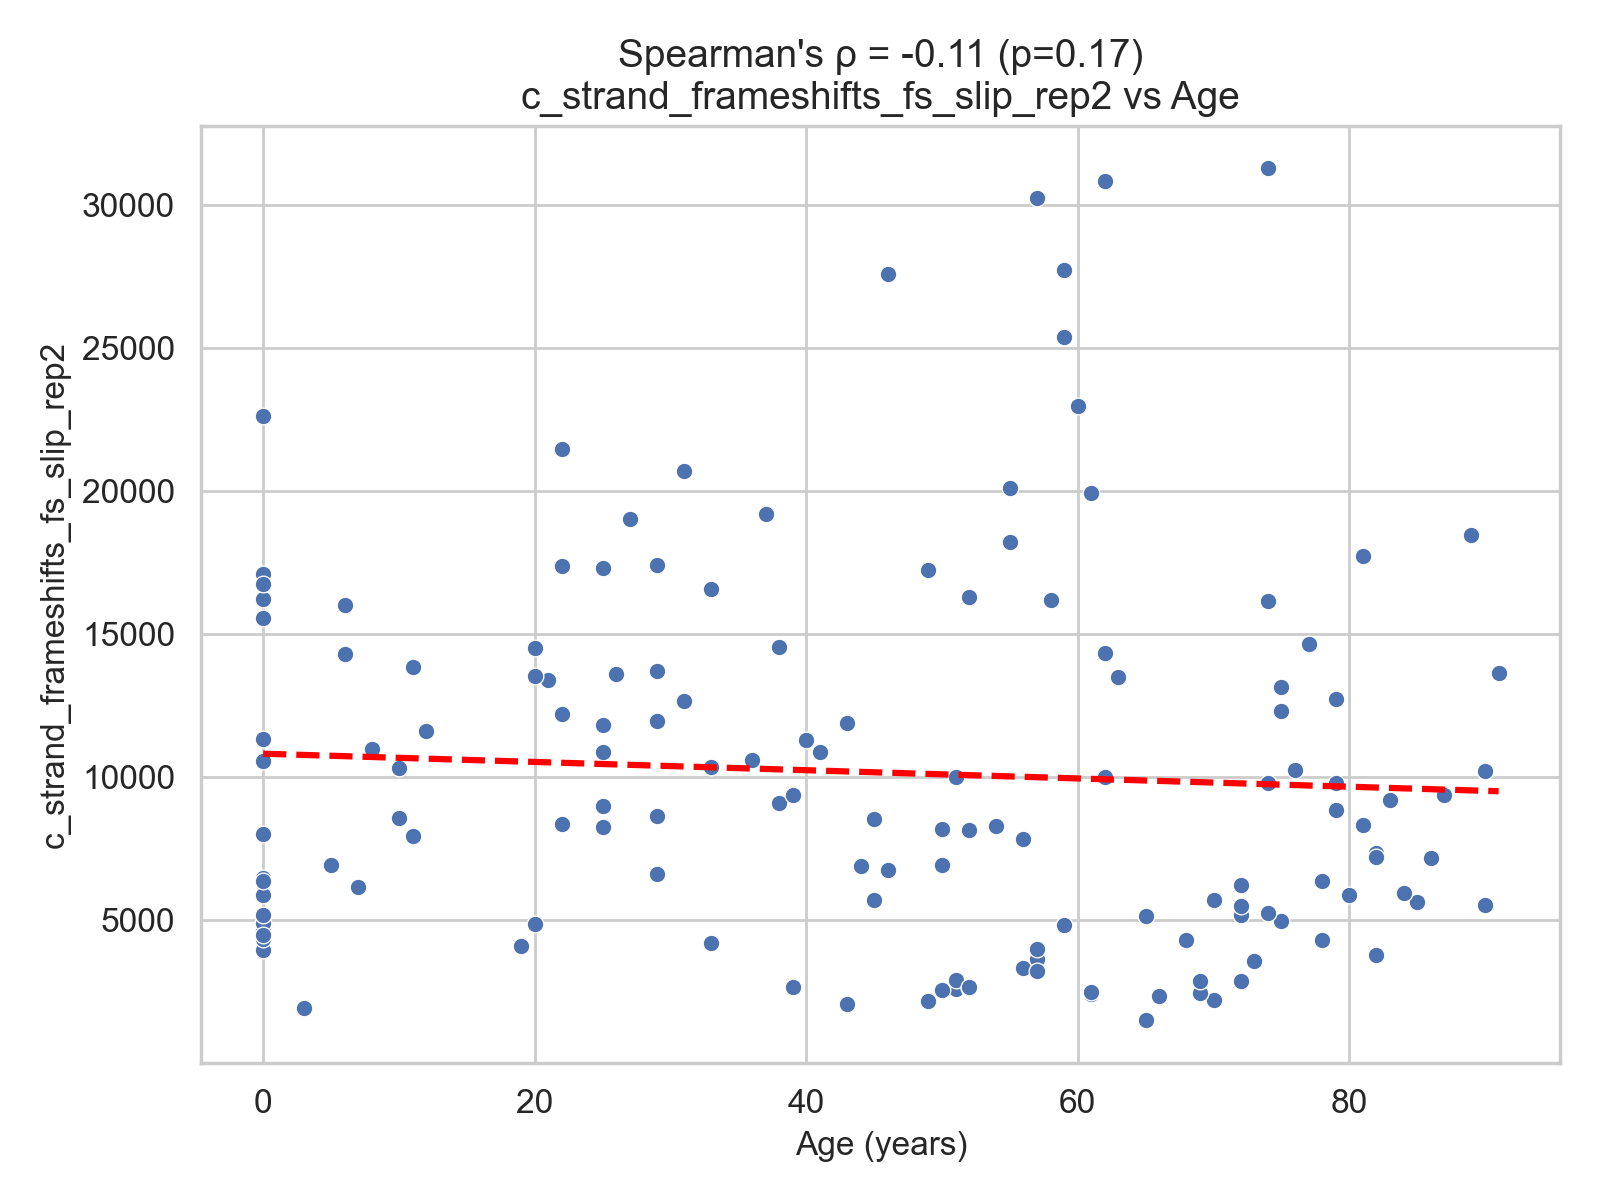 Spearman's ρ = -0.11 (p=0.17)
c_strand_frameshifts_fs_slip_rep2 vs Age
c_strand_frameshifts_fs_slip_rep2
30000
25000
20000
15000
10000
5000
0
20
40
60
80
Age (years)